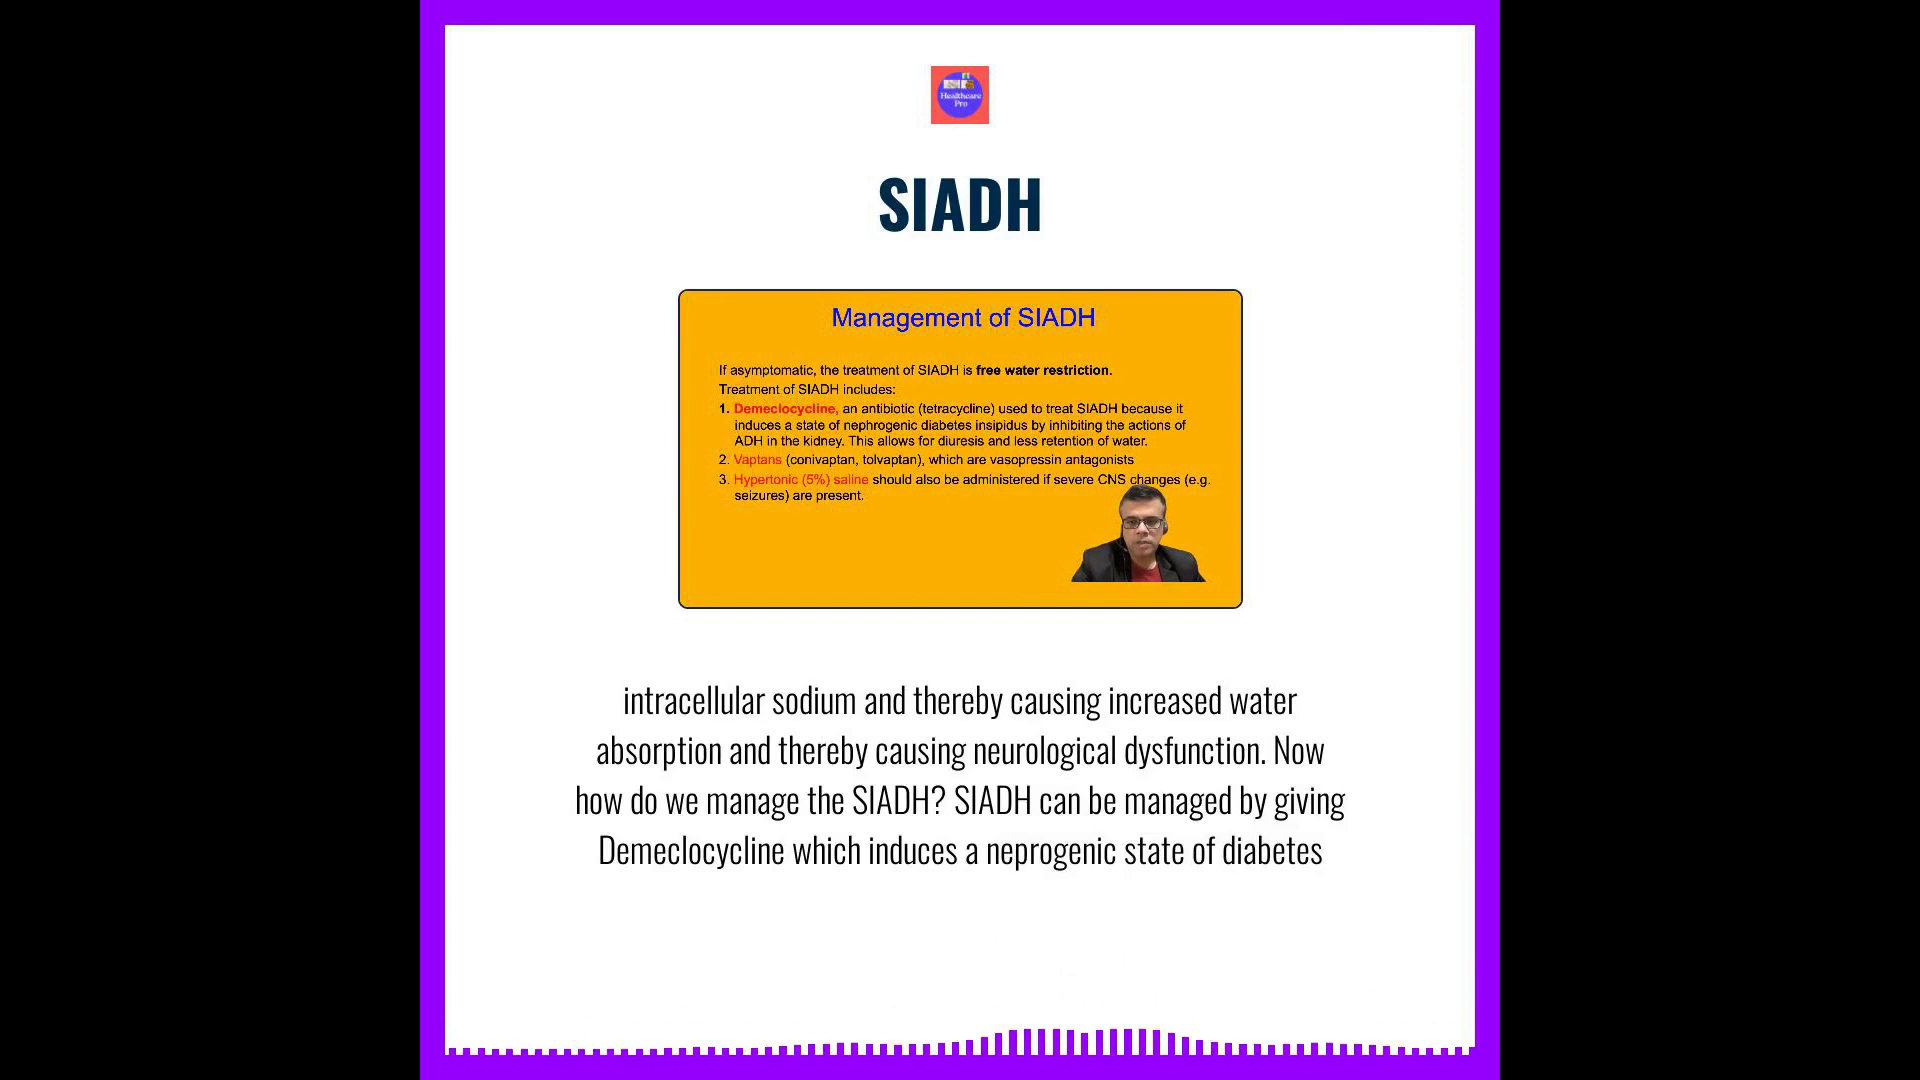 Healthcare
Pro
SIADH
Management of SIADH
If asymptomatic, the treatment of SIADH is free water restriction.
Treatment of SIADH includes:
1. Demeclocycline, an antibiotic (tetracycline) used to treat SIADH because it
induces a state of nephrogenic diabetes insipidus by inhibiting the actions of
ADH in the kidney. This allows for diuresis and less retention of water.
2. Vaptans (conivaptan, tolvaptan), which are vasopressin antagonists
3. Hypertonic (5%) saline should also be administered if severe CNS changes (e.g.
seizures) are present.
intracellular sodium and thereby causing increased water
absorption and thereby causing neurological dysfunction. Now
how do we manage the SIADH? SIADH can be managed by giving
Demeclocycline which induces a neprogenic state of diabetes